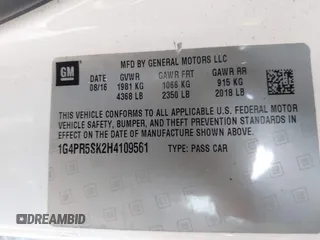 GM
MFD BY GENERAL MOTORS LLC
DATE GVWR GAWR FRT GAWR RR
08/16 1981 KG 1066 KG 915 KG
4368 LB 2350 LB 2018 LB
THIS VEHICLE CONFORMS TO ALL APPLICABLE U.S. FEDERAL MOTOR
VEHICLE SAFETY, BUMPER, AND THEFT PREVENTION STANDARDS
IN EFFECT ON THE DATE OF MANUFACTURE SHOWN ABOVE.
1G4PR5SK2H4109561 TYPE: PASS CAR
DREAMBID